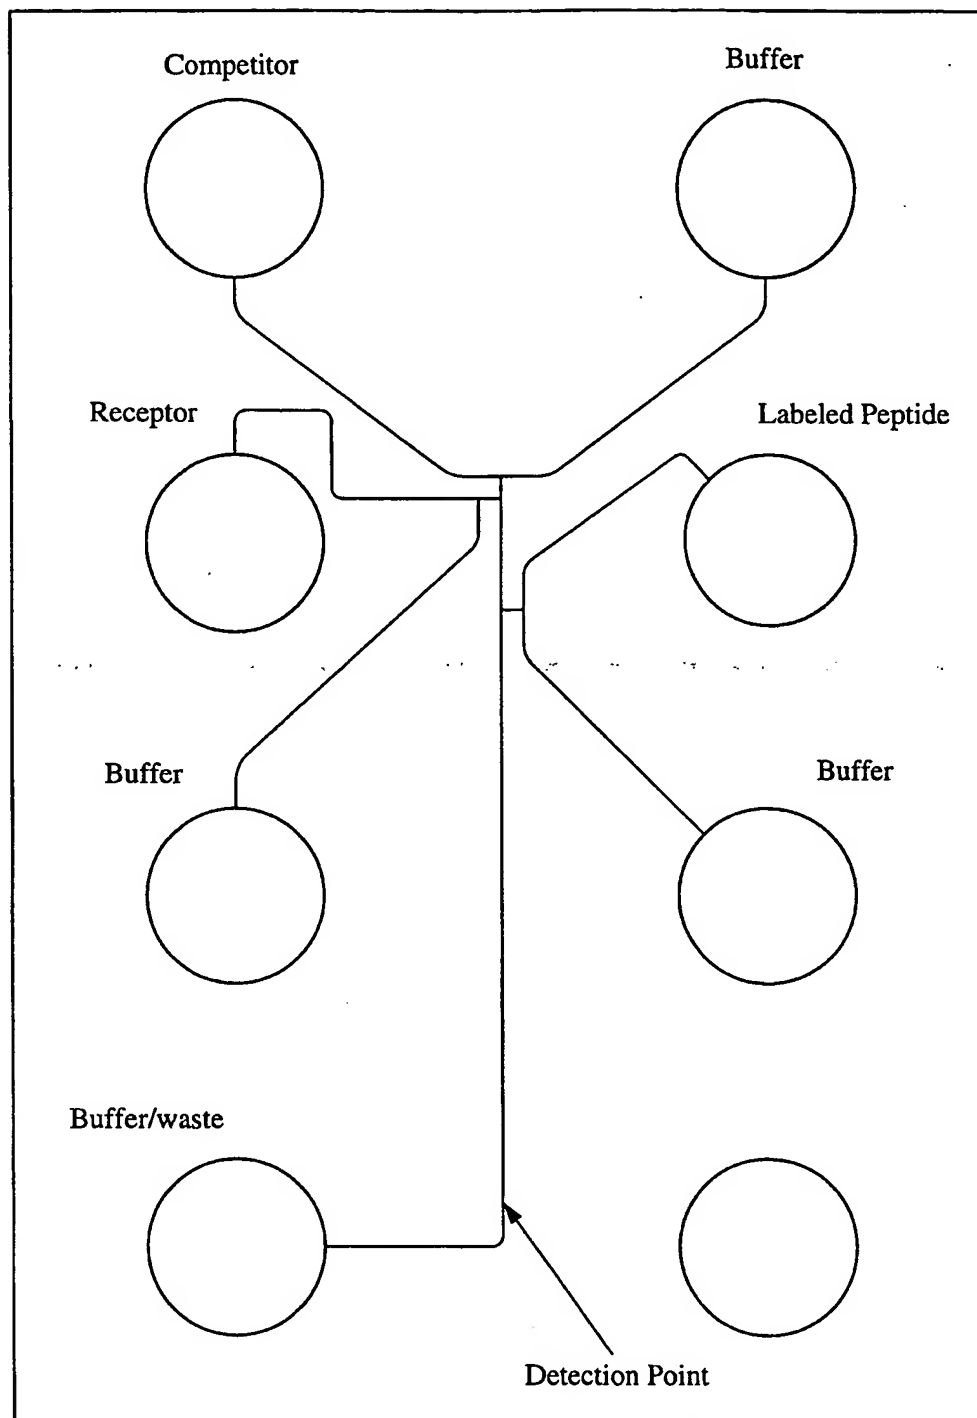 Competitor
Buffer
Receptor
Labeled Peptide
Buffer
Buffer
Buffer/waste
Detection Point